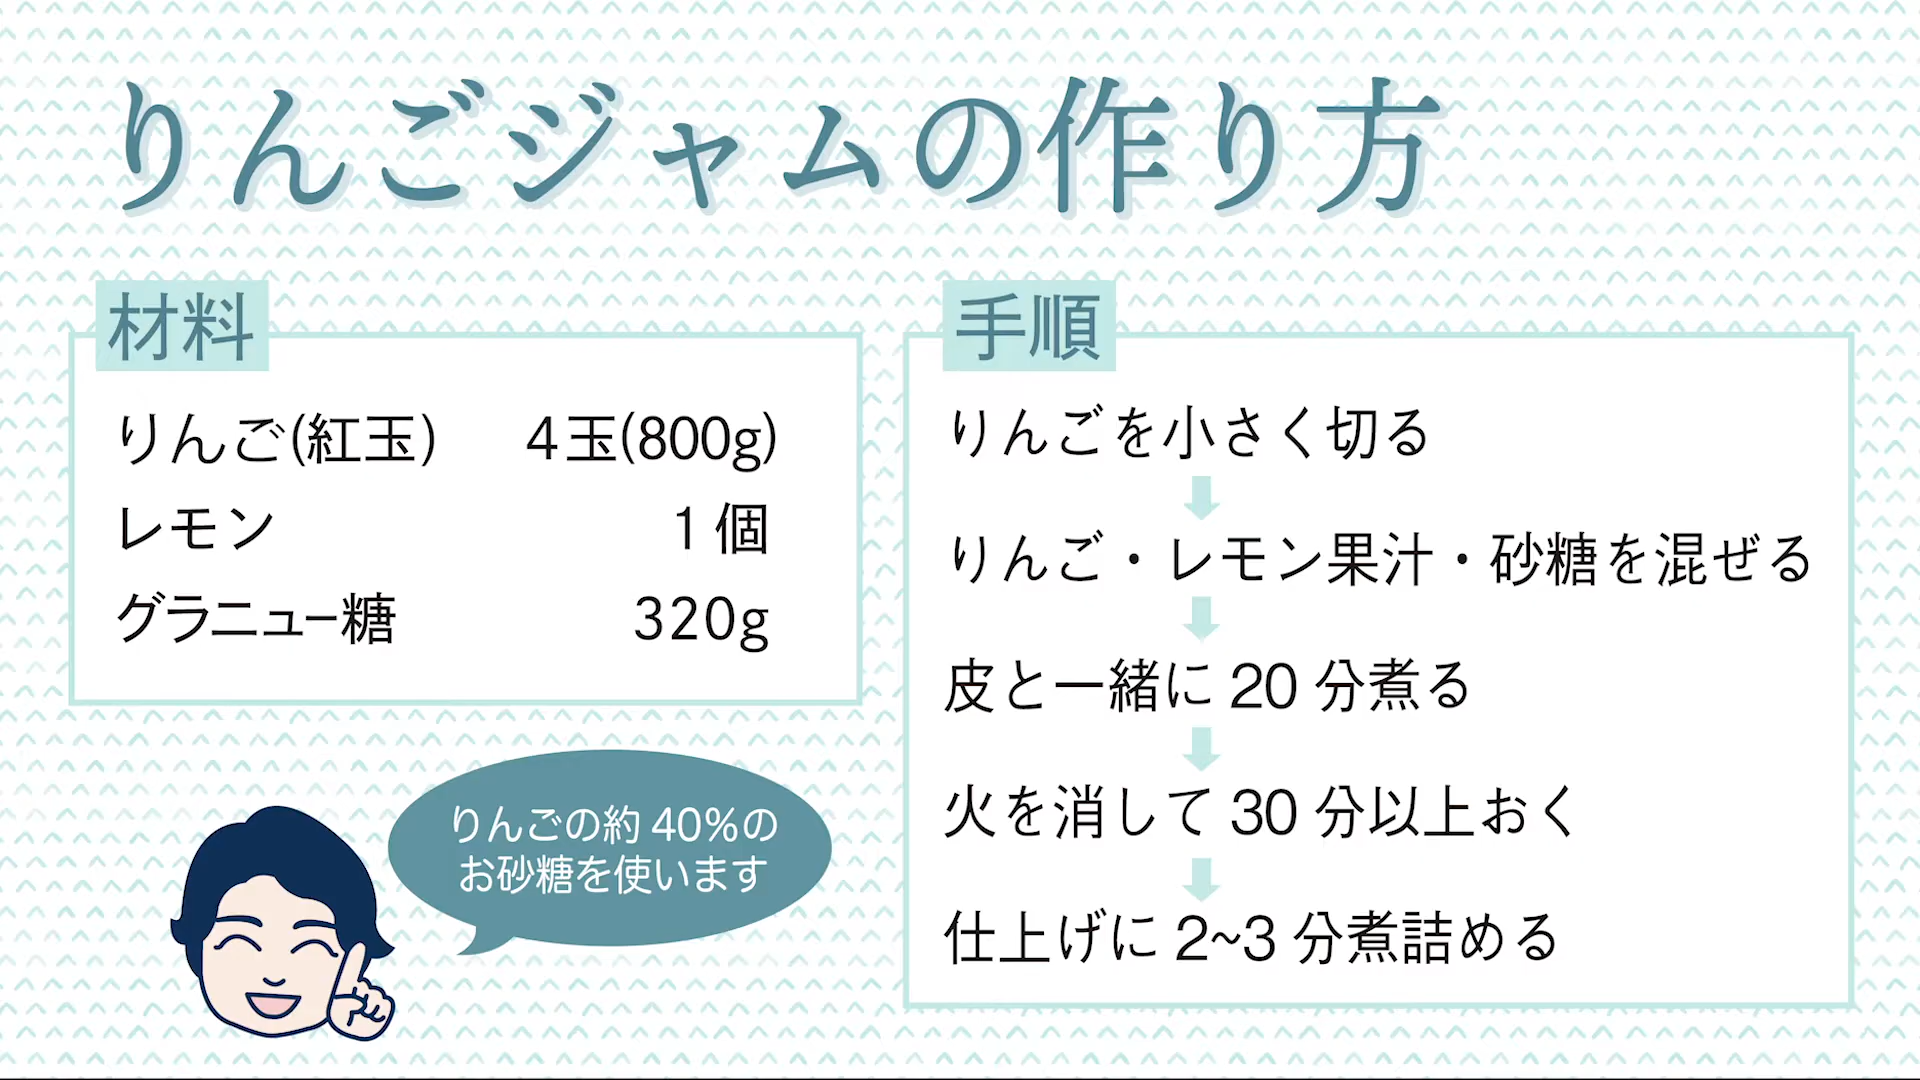 りんごジャムの作り方
材料
りんご(紅玉) 4玉(800g)
レモン 1個
グラニュー糖 320g
りんごの約40%の
お砂糖を使います
手順
りんごを小さく切る
りんご・レモン果汁・砂糖を混ぜる
皮と一緒に20分煮る
火を消して30分以上おく
仕上げに2~3分煮詰める